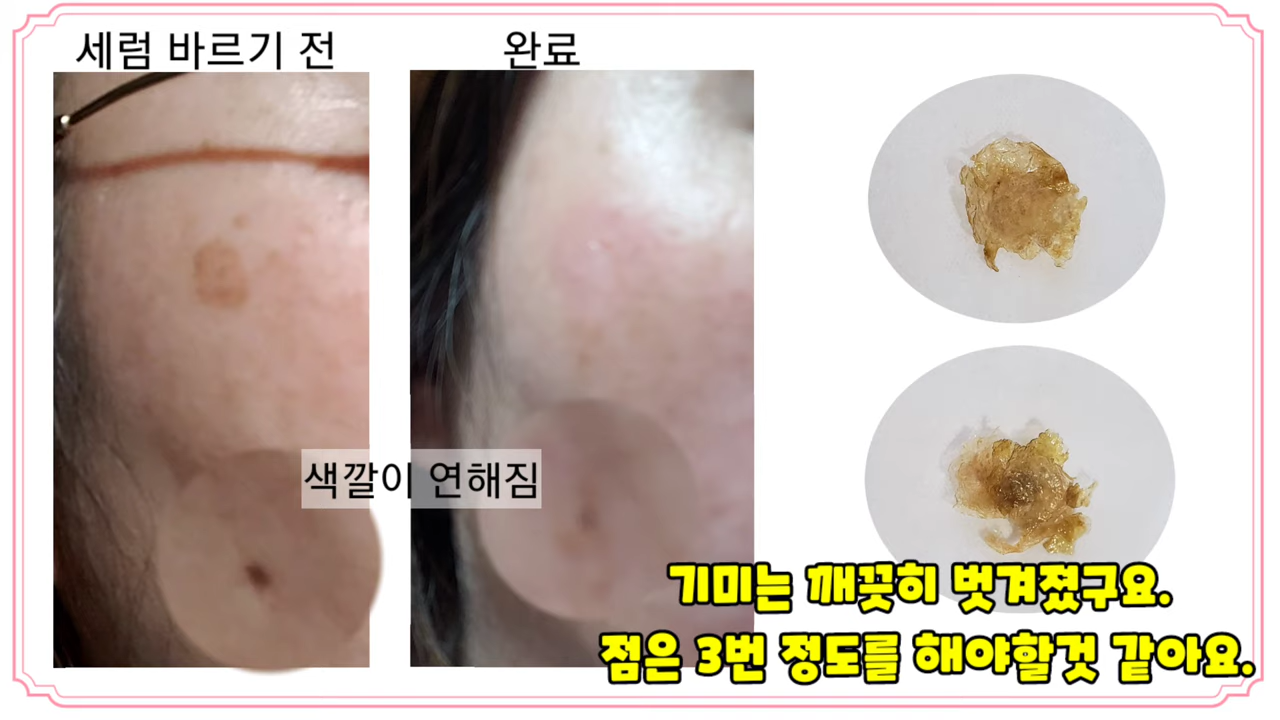 세럼 바르기 전
완료
색깔이 연해짐
기미는 깨끗히 벗겨졌구요.
점은 3번 정도를 해야할것 같아요.